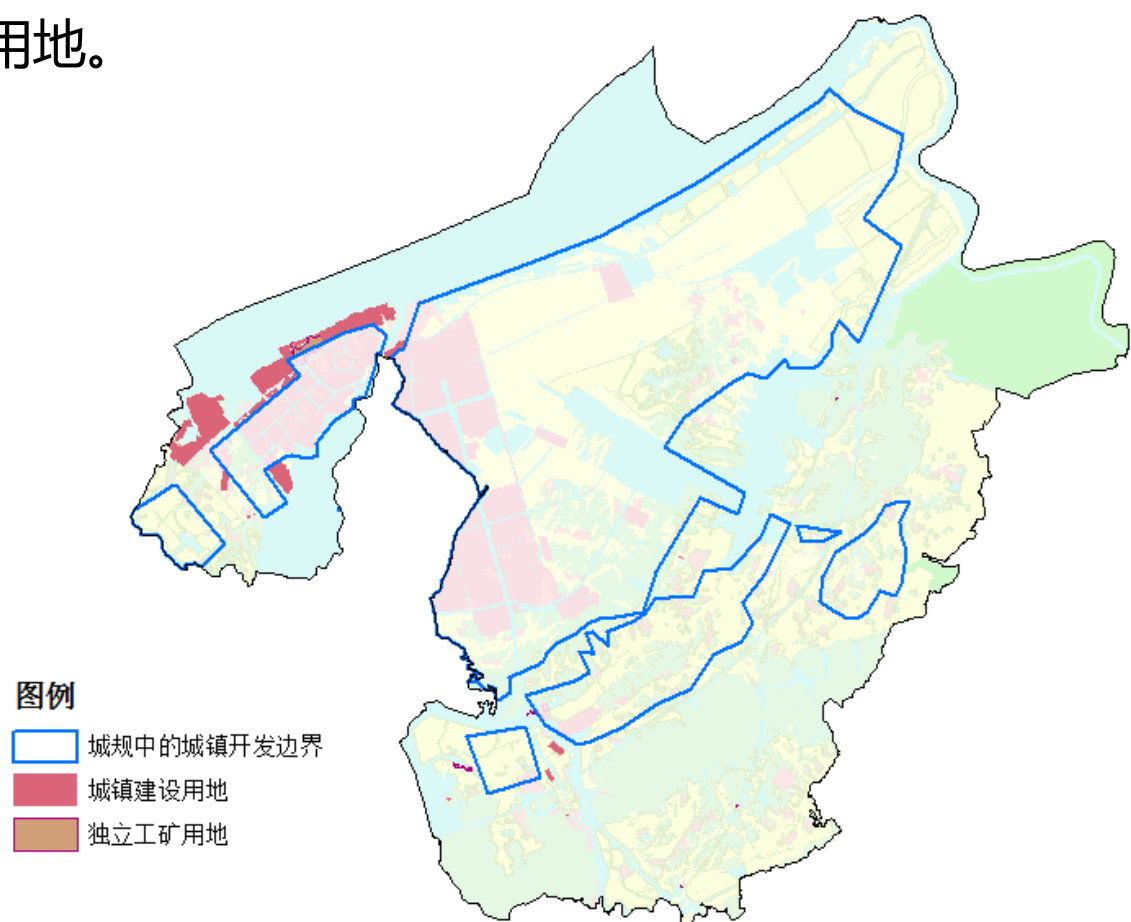 用地。
图例
城规中的城镇开发边界
城镇建设用地
独立工矿用地